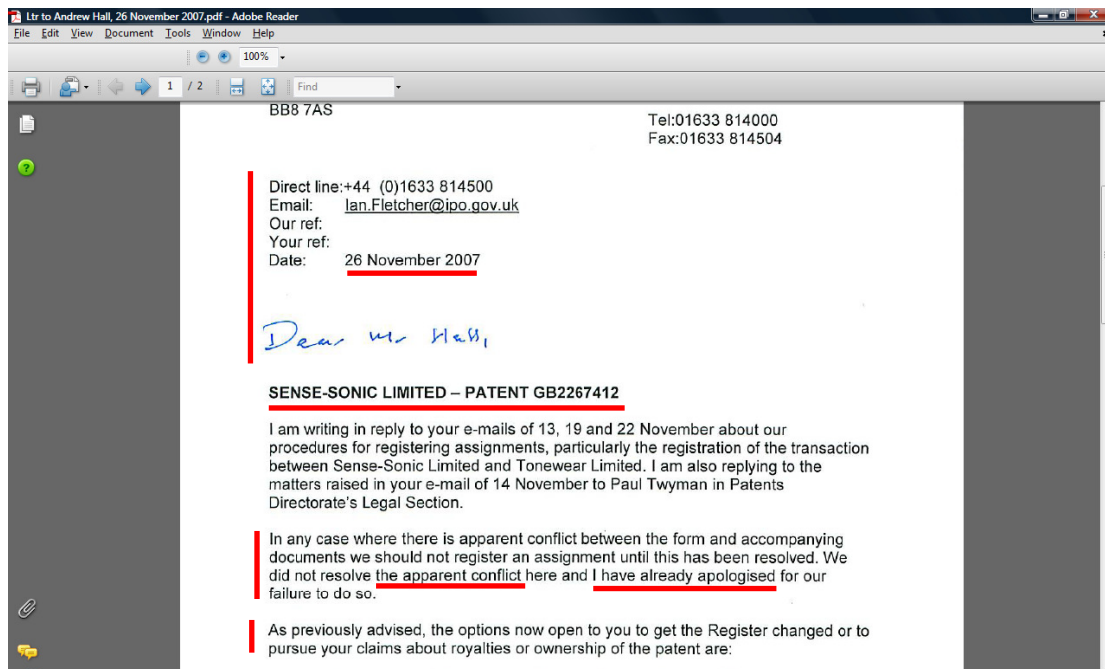 Ltr to Andrew Hall, 26 November 2007.pdf - Adobe Reader
File Edit View Document Tools Window Help
100%
1 / 2 Find
BB8 7AS
Tel:01633 814000
Fax:01633 814504
Direct line:+44 (0)1633 814500
Email: Ian.Fletcher@ipo.gov.uk
Our ref:
Your ref:
Date: 26 November 2007
Dear Mr Hall,
SENSE-SONIC LIMITED – PATENT GB2267412
I am writing in reply to your e-mails of 13, 19 and 22 November about our
procedures for registering assignments, particularly the registration of the transaction
between Sense-Sonic Limited and Tonewear Limited. I am also replying to the
matters raised in your e-mail of 14 November to Paul Twyman in Patents
Directorate's Legal Section.
In any case where there is apparent conflict between the form and accompanying
documents we should not register an assignment until this has been resolved. We
did not resolve the apparent conflict here and I have already apologised for our
failure to do so.
As previously advised, the options now open to you to get the Register changed or to
pursue your claims about royalties or ownership of the patent are: